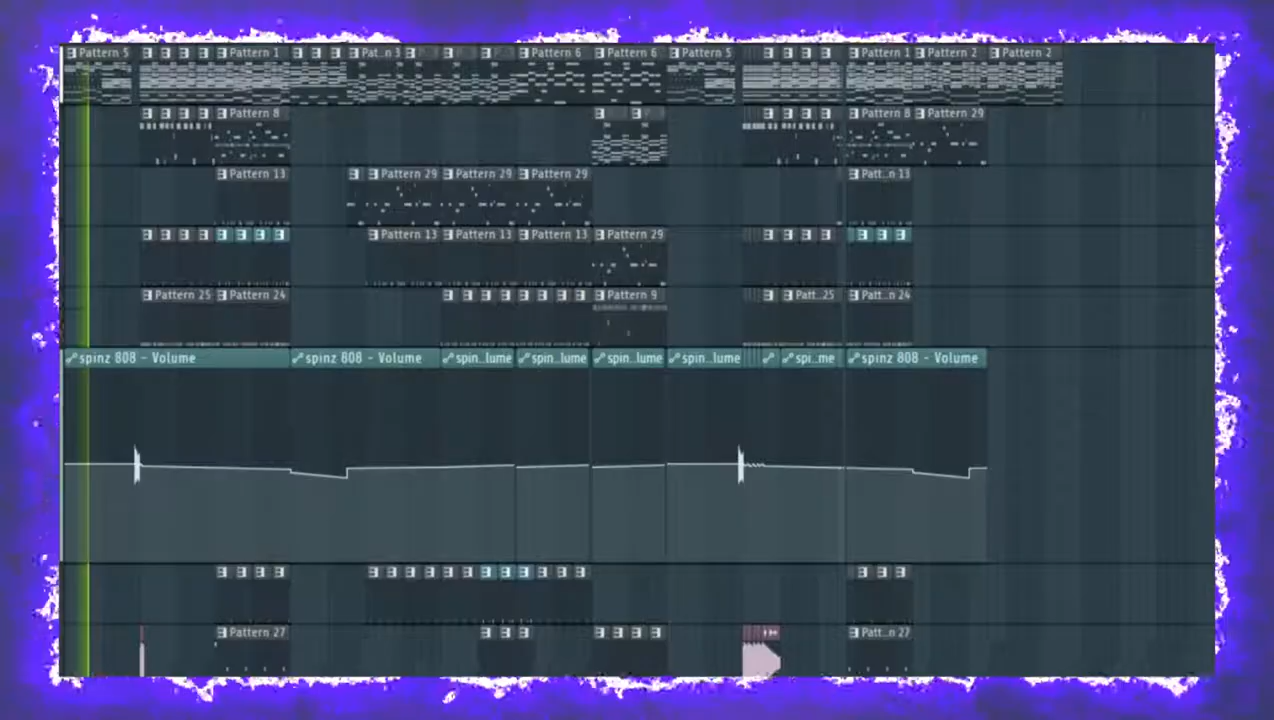 Pattern 5 Pattern 1 Pat..n 3 Pattern 6 Pattern 6 Pattern 5 Pattern 1 Pattern 2 Pattern 2
Pattern 8 Pattern 8 Pattern 29
Pattern 13 Pattern 29 Pattern 29 Pattern 29 Patt..n 13
Pattern 13 Pattern 13 Pattern 13 Pattern 29
Pattern 25 Pattern 24 Pattern 9 Patt..25 Patt..n 24
spinz 808 - Volume spinz 808 - Volume spin..lume spin..lume spin..lume spin..lume spi..me spinz 808 - Volume
Pattern 27 Patt..n 27